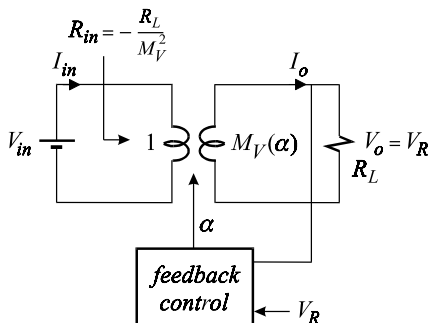 R_in = - R_L / M_V^2
I_in
I_o
V_in
1
M_V(α)
V_o = V_R
R_L
α
feedback
control
V_R